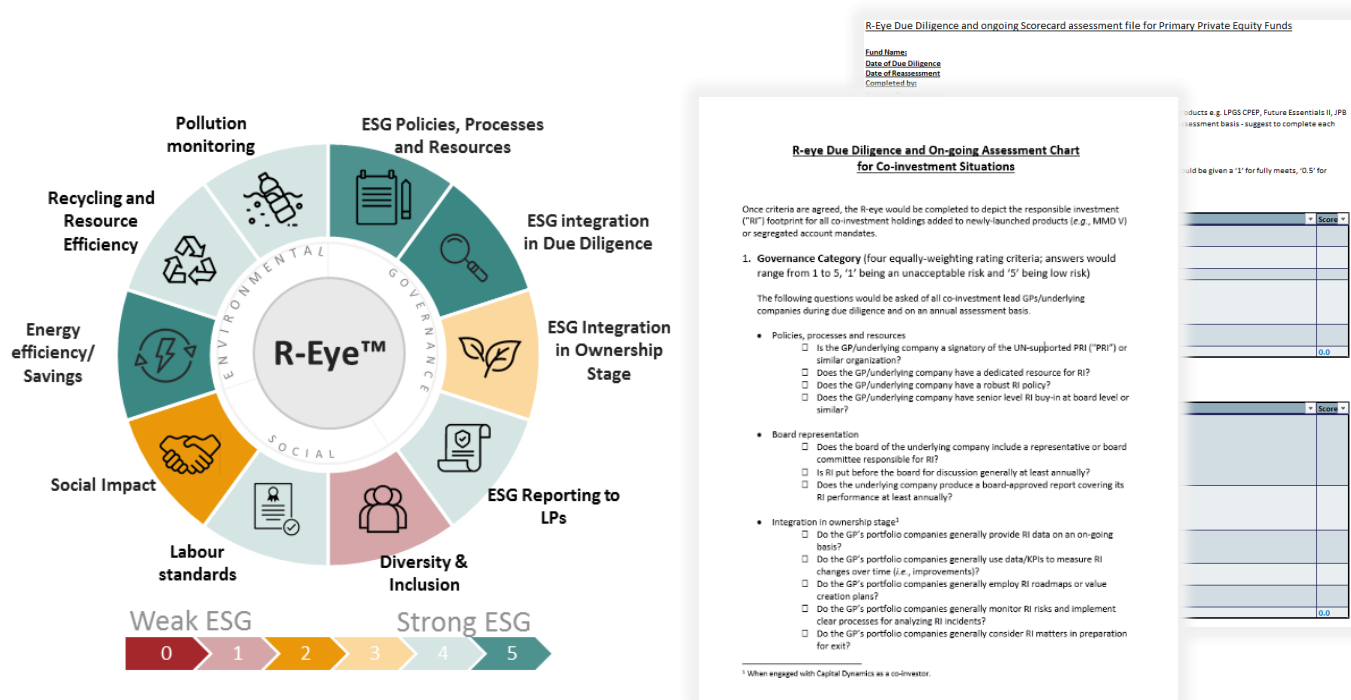 Pollution
monitoring
ESG Policies, Processes
and Resources
Recycling and
Resource
Efficiency
ESG integration
in Due Diligence
Energy
efficiency/
Savings
ESG Integration
in Ownership
Stage
Social Impact
ESG Reporting to
LPs
Labour
standards
Diversity &
Inclusion
ENVIRONMENTAL
GOVERNANCE
SOCIAL
R-Eye™
Weak ESG
Strong ESG
0 1 2 3 4 5
R-Eye Due Diligence and ongoing Scorecard assessment file for Primary Private Equity Funds
Fund Name:
Date of Due Diligence
Date of Reassessment
Completed by:
e.g. LPGS CPEP, Future Essentials II, JPB
basis - suggest to complete each
be given a '1' for fully meets, '0.5' for
Score
0.0
Score
0.0
R-eye Due Diligence and On-going Assessment Chart
for Co-investment Situations
Once criteria are agreed, the R-eye would be completed to depict the responsible investment
("RI") footprint for all co-investment holdings added to newly-launched products (e.g., MMD V)
or segregated account mandates.
1. Governance Category (four equally-weighting rating criteria; answers would
range from 1 to 5, '1' being an unacceptable risk and '5' being low risk)
The following questions would be asked of all co-investment lead GPs/underlying
companies during due diligence and on an annual assessment basis.
• Policies, processes and resources
☐ Is the GP/underlying company a signatory of the UN-supported PRI ("PRI") or
similar organization?
☐ Does the GP/underlying company have a dedicated resource for RI?
☐ Does the GP/underlying company have a robust RI policy?
☐ Does the GP/underlying company have senior level RI buy-in at board level or
similar?
• Board representation
☐ Does the board of the underlying company include a representative or board
committee responsible for RI?
☐ Is RI put before the board for discussion generally at least annually?
☐ Does the underlying company produce a board-approved report covering its
RI performance at least annually?
• Integration in ownership stage¹
☐ Do the GP's portfolio companies generally provide RI data on an on-going
basis?
☐ Do the GP's portfolio companies generally use data/KPIs to measure RI
changes over time (i.e., improvements)?
☐ Do the GP's portfolio companies generally employ RI roadmaps or value
creation plans?
☐ Do the GP's portfolio companies generally monitor RI risks and implement
clear processes for analyzing RI incidents?
☐ Do the GP's portfolio companies generally consider RI matters in preparation
for exit?
¹ When engaged with Capital Dynamics as a co-investor.